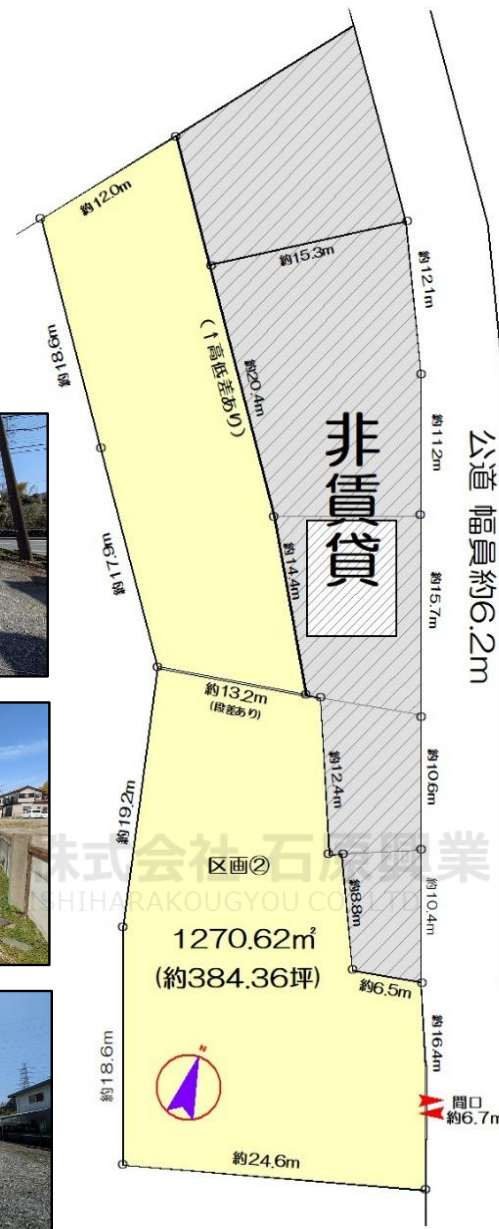 約12.0m
約15.3m
約12.1m
約18.6m
(↑高低差あり)
約20.4m
約11.2m
非賃貸
公道 幅員約6.2m
約17.9m
約14.4m
約15.7m
約13.2m
(段差あり)
約12.4m
約10.6m
約19.2m
株式会社 石原興業
ISHIHARAKOUGYOU CO.,LTD
区画②
約8.8m
約10.4m
1270.62㎡
(約384.36坪)
約6.5m
約16.4m
約18.6m
N
間口
約6.7m
約24.6m